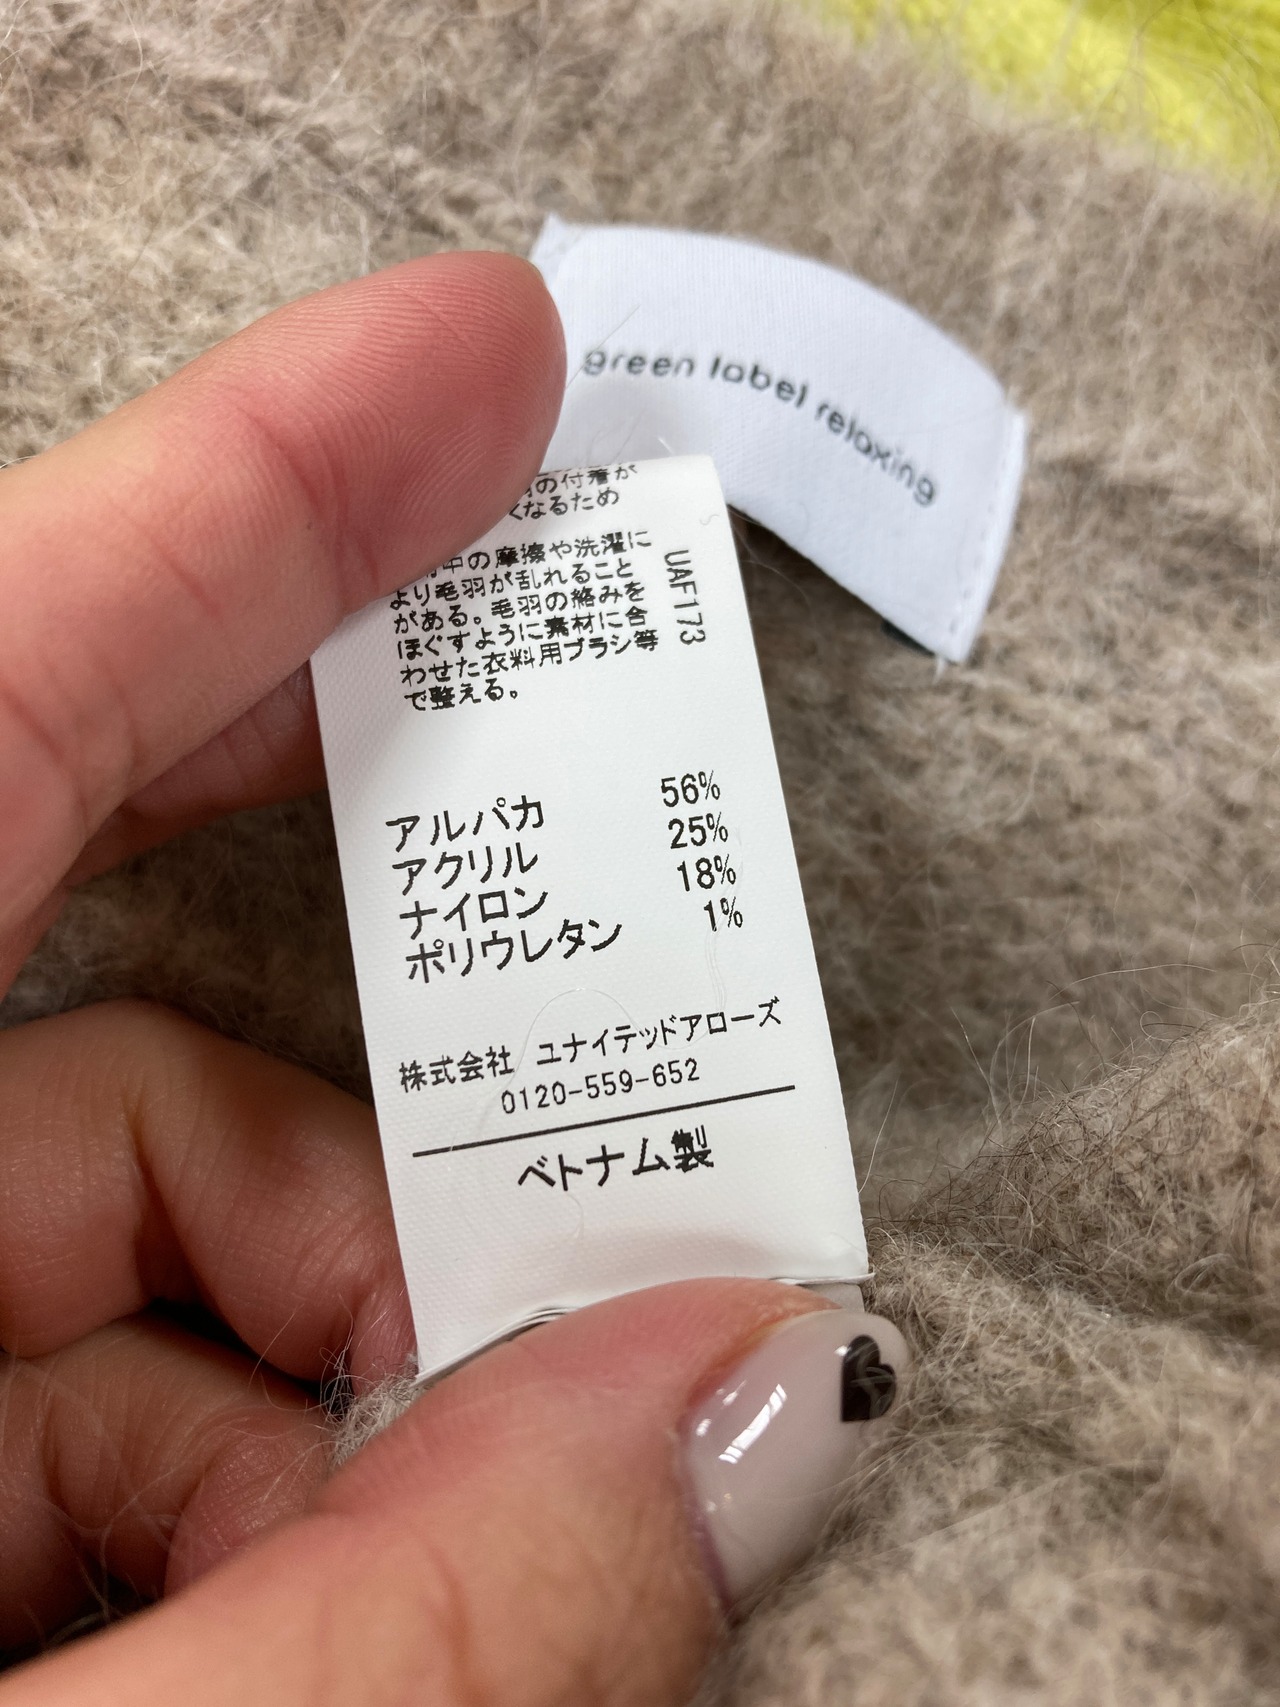 green label relaxing
の付着が
くなるため
中の摩擦や洗濯に
より毛羽が乱れること
がある。毛羽の絡みを
ほぐすように素材に合
わせた衣料用ブラシ等
で整える。
UAF173
アルパカ 56%
アクリル 25%
ナイロン 18%
ポリウレタン 1%
株式会社 ユナイテッドアローズ
0120-559-652
ベトナム製